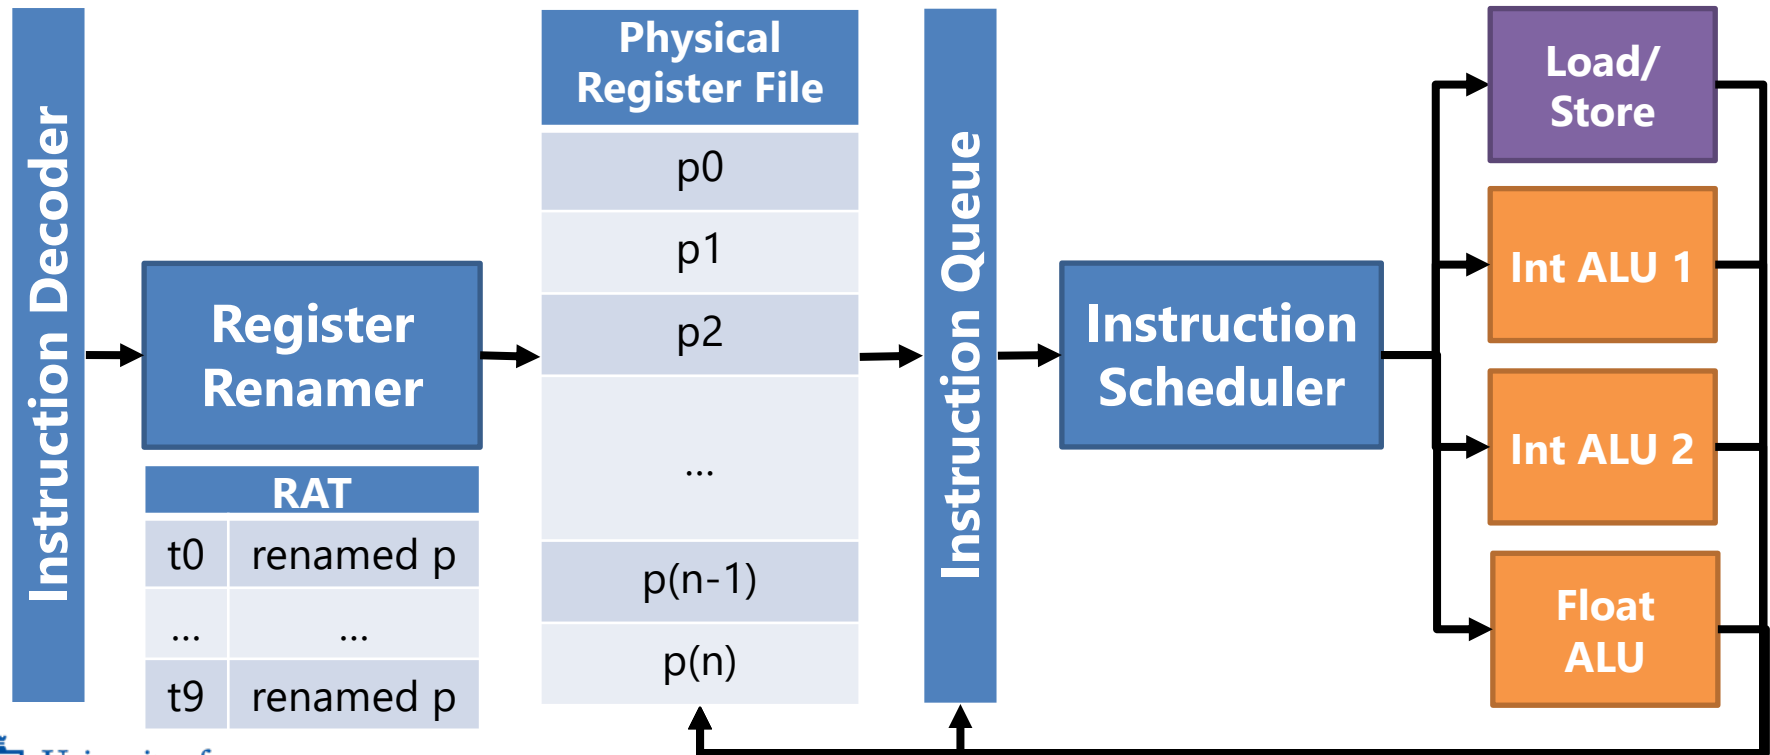 Instruction Decoder
Register
Renamer
RAT
t0 renamed p
... ...
t9 renamed p
Physical
Register File
p0
p1
p2
...
p(n-1)
p(n)
Instruction Queue
Instruction
Scheduler
Load/
Store
Int ALU 1
Int ALU 2
Float
ALU